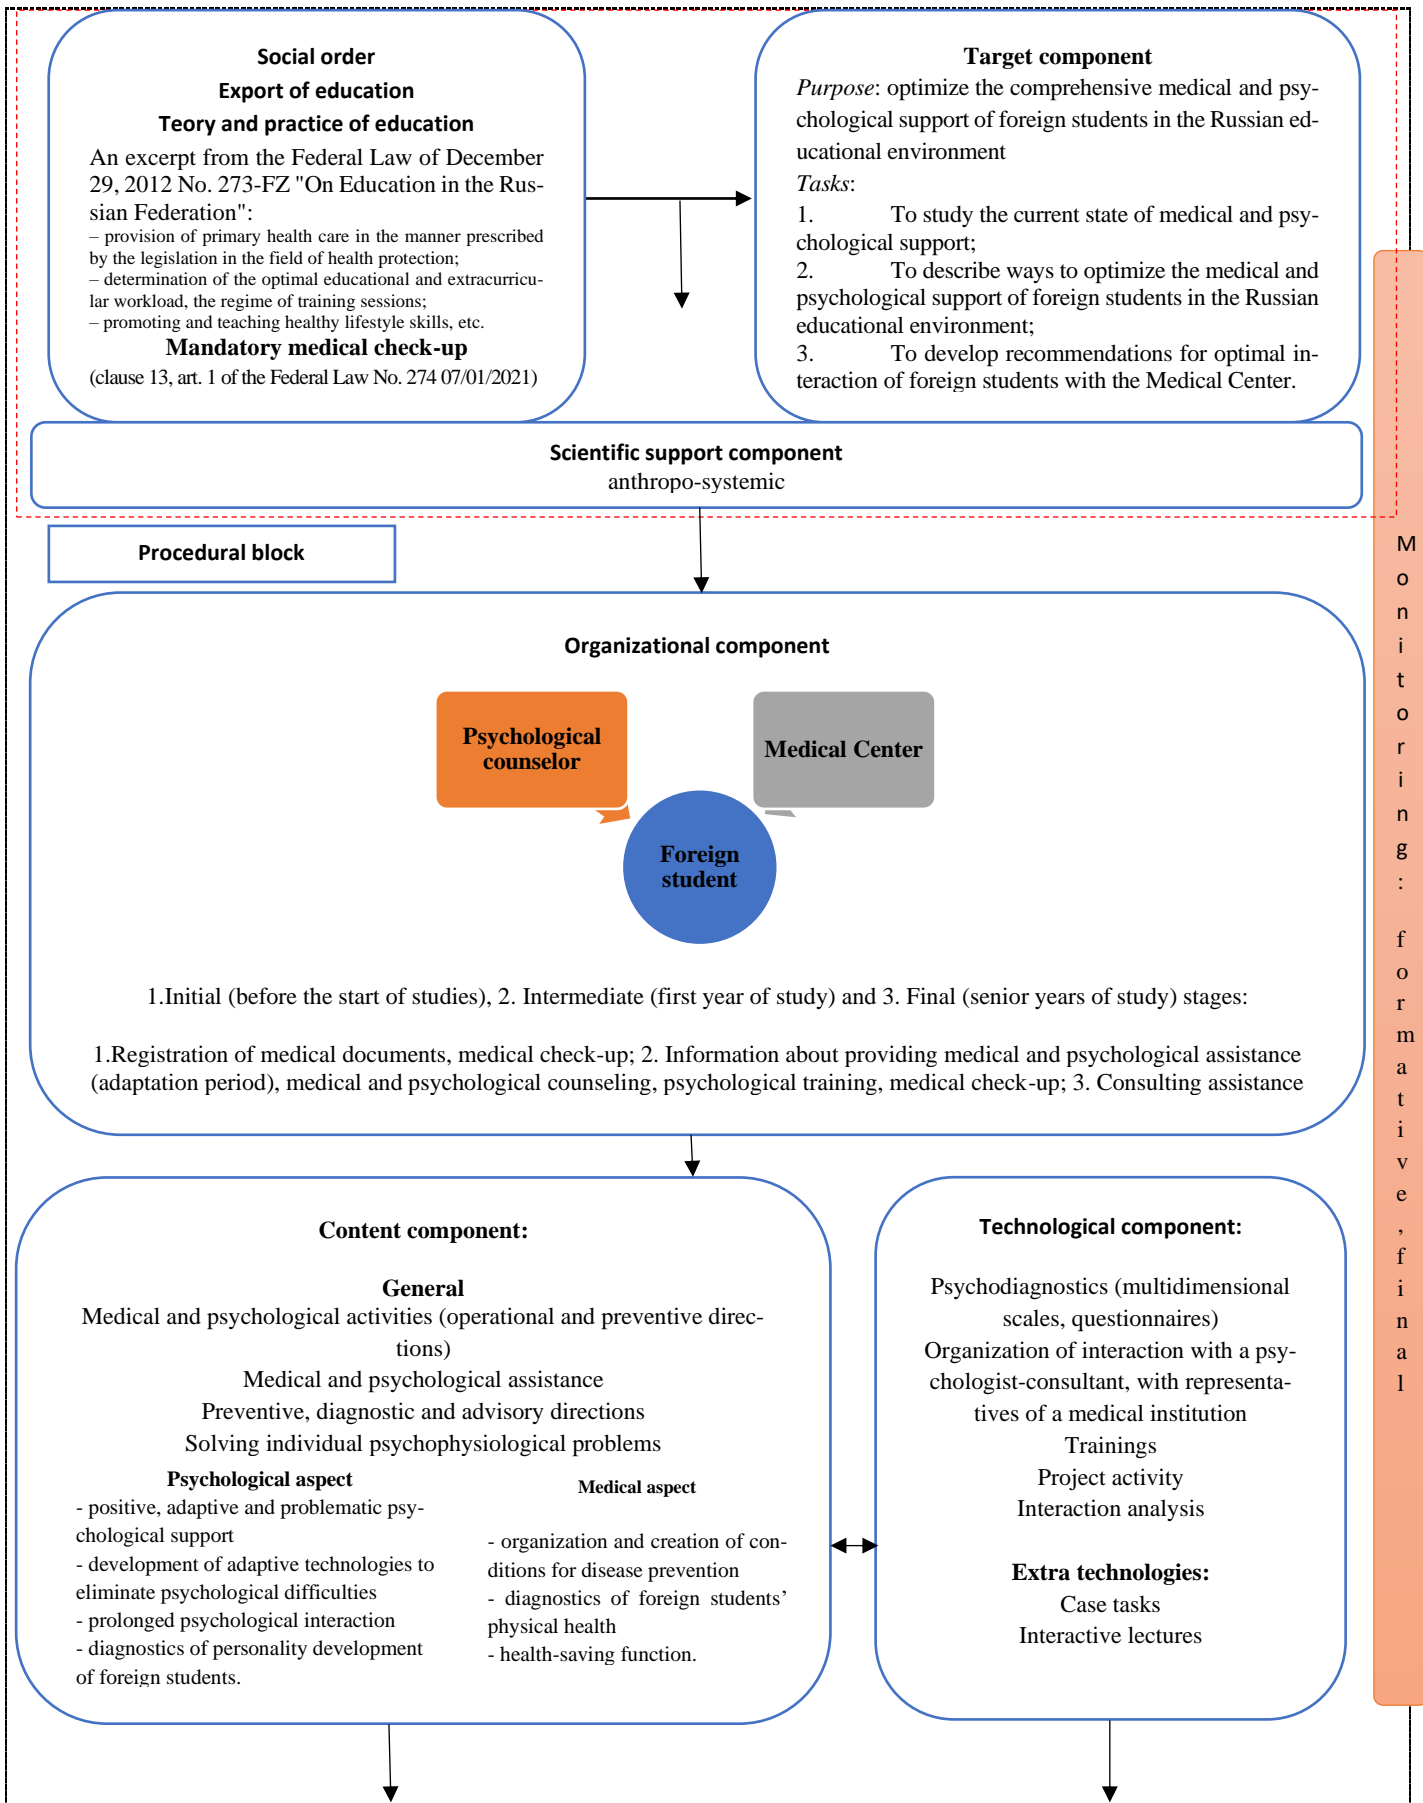 Social order
Export of education
Teory and practice of education
An excerpt from the Federal Law of December
29, 2012 No. 273-FZ "On Education in the Rus-
sian Federation":
– provision of primary health care in the manner prescribed
by the legislation in the field of health protection;
– determination of the optimal educational and extracurricu-
lar workload, the regime of training sessions;
– promoting and teaching healthy lifestyle skills, etc.
Mandatory medical check-up
(clause 13, art. 1 of the Federal Law No. 274 07/01/2021)
Target component
Purpose: optimize the comprehensive medical and psy-
chological support of foreign students in the Russian ed-
ucational environment
Tasks:
1. To study the current state of medical and psy-
chological support;
2. To describe ways to optimize the medical and
psychological support of foreign students in the Russian
educational environment;
3. To develop recommendations for optimal in-
teraction of foreign students with the Medical Center.
Scientific support component
anthropo-systemic
Procedural block
Organizational component
Psychological
counselor
Medical Center
Foreign
student
1.Initial (before the start of studies), 2. Intermediate (first year of study) and 3. Final (senior years of study) stages:
1.Registration of medical documents, medical check-up; 2. Information about providing medical and psychological assistance
(adaptation period), medical and psychological counseling, psychological training, medical check-up; 3. Consulting assistance
Content component:
General
Medical and psychological activities (operational and preventive direc-
tions)
Medical and psychological assistance
Preventive, diagnostic and advisory directions
Solving individual psychophysiological problems
Psychological aspect
- positive, adaptive and problematic psy-
chological support
- development of adaptive technologies to
eliminate psychological difficulties
- prolonged psychological interaction
- diagnostics of personality development
of foreign students.
Medical aspect
- organization and creation of con-
ditions for disease prevention
- diagnostics of foreign students’
physical health
- health-saving function.
Technological component:
Psychodiagnostics (multidimensional
scales, questionnaires)
Organization of interaction with a psy-
chologist-consultant, with representa-
tives of a medical institution
Trainings
Project activity
Interaction analysis
Extra technologies:
Case tasks
Interactive lectures
Monitoring: formative, final